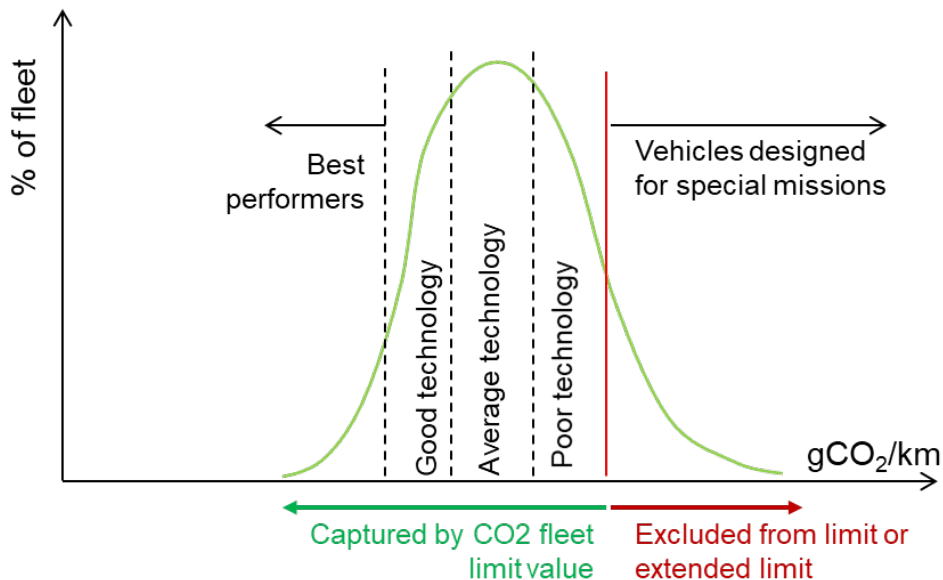 % of fleet
Best
performers
Vehicles designed
for special missions
Good technology
Average technology
Poor technology
gCO₂/km
Captured by CO2 fleet
limit value
Excluded from limit or
extended limit